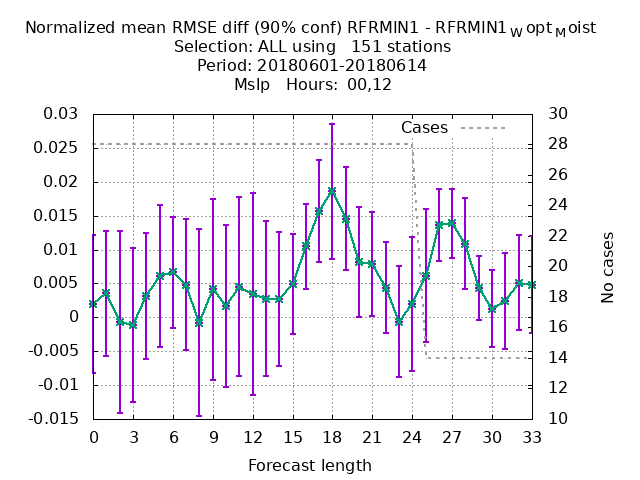 Normalized mean RMSE diff (90% conf) RFRMIN1 - RFRMIN1_W opt_M oist
Selection: ALL using   151 stations
Period: 20180601-20180614
Mslp   Hours:  00,12
Cases
0.03
0.025
0.02
0.015
0.01
0.005
0
-0.005
-0.01
-0.015
30
28
26
24
22
20
18
16
14
12
10
No cases
0 3 6 9 12 15 18 21 24 27 30 33
Forecast length